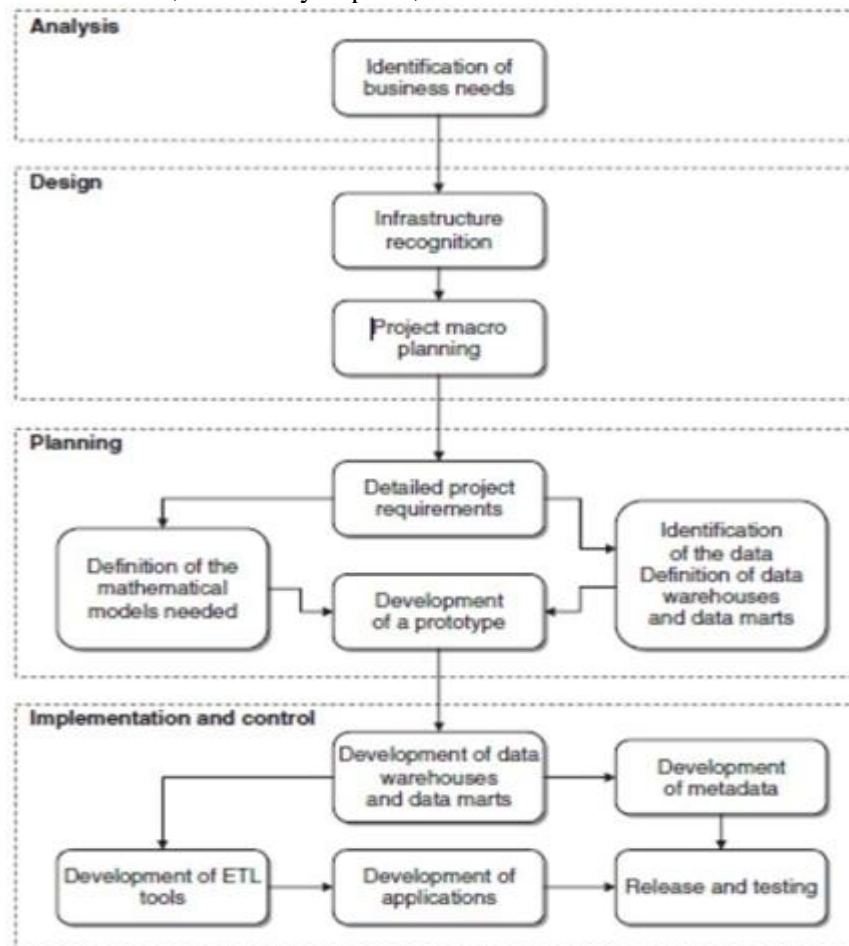 Analysis
Identification of
business needs
Design
Infrastructure
recognition
Project macro
planning
Planning
Detailed project
requirements
Definition of the
mathematical
models needed
Development
of a prototype
Identification
of the data
Definition of data
warehouses
and data marts
Implementation and control
Development of data
warehouses
and data marts
Development
of metadata
Development of ETL
tools
Development of
applications
Release and testing